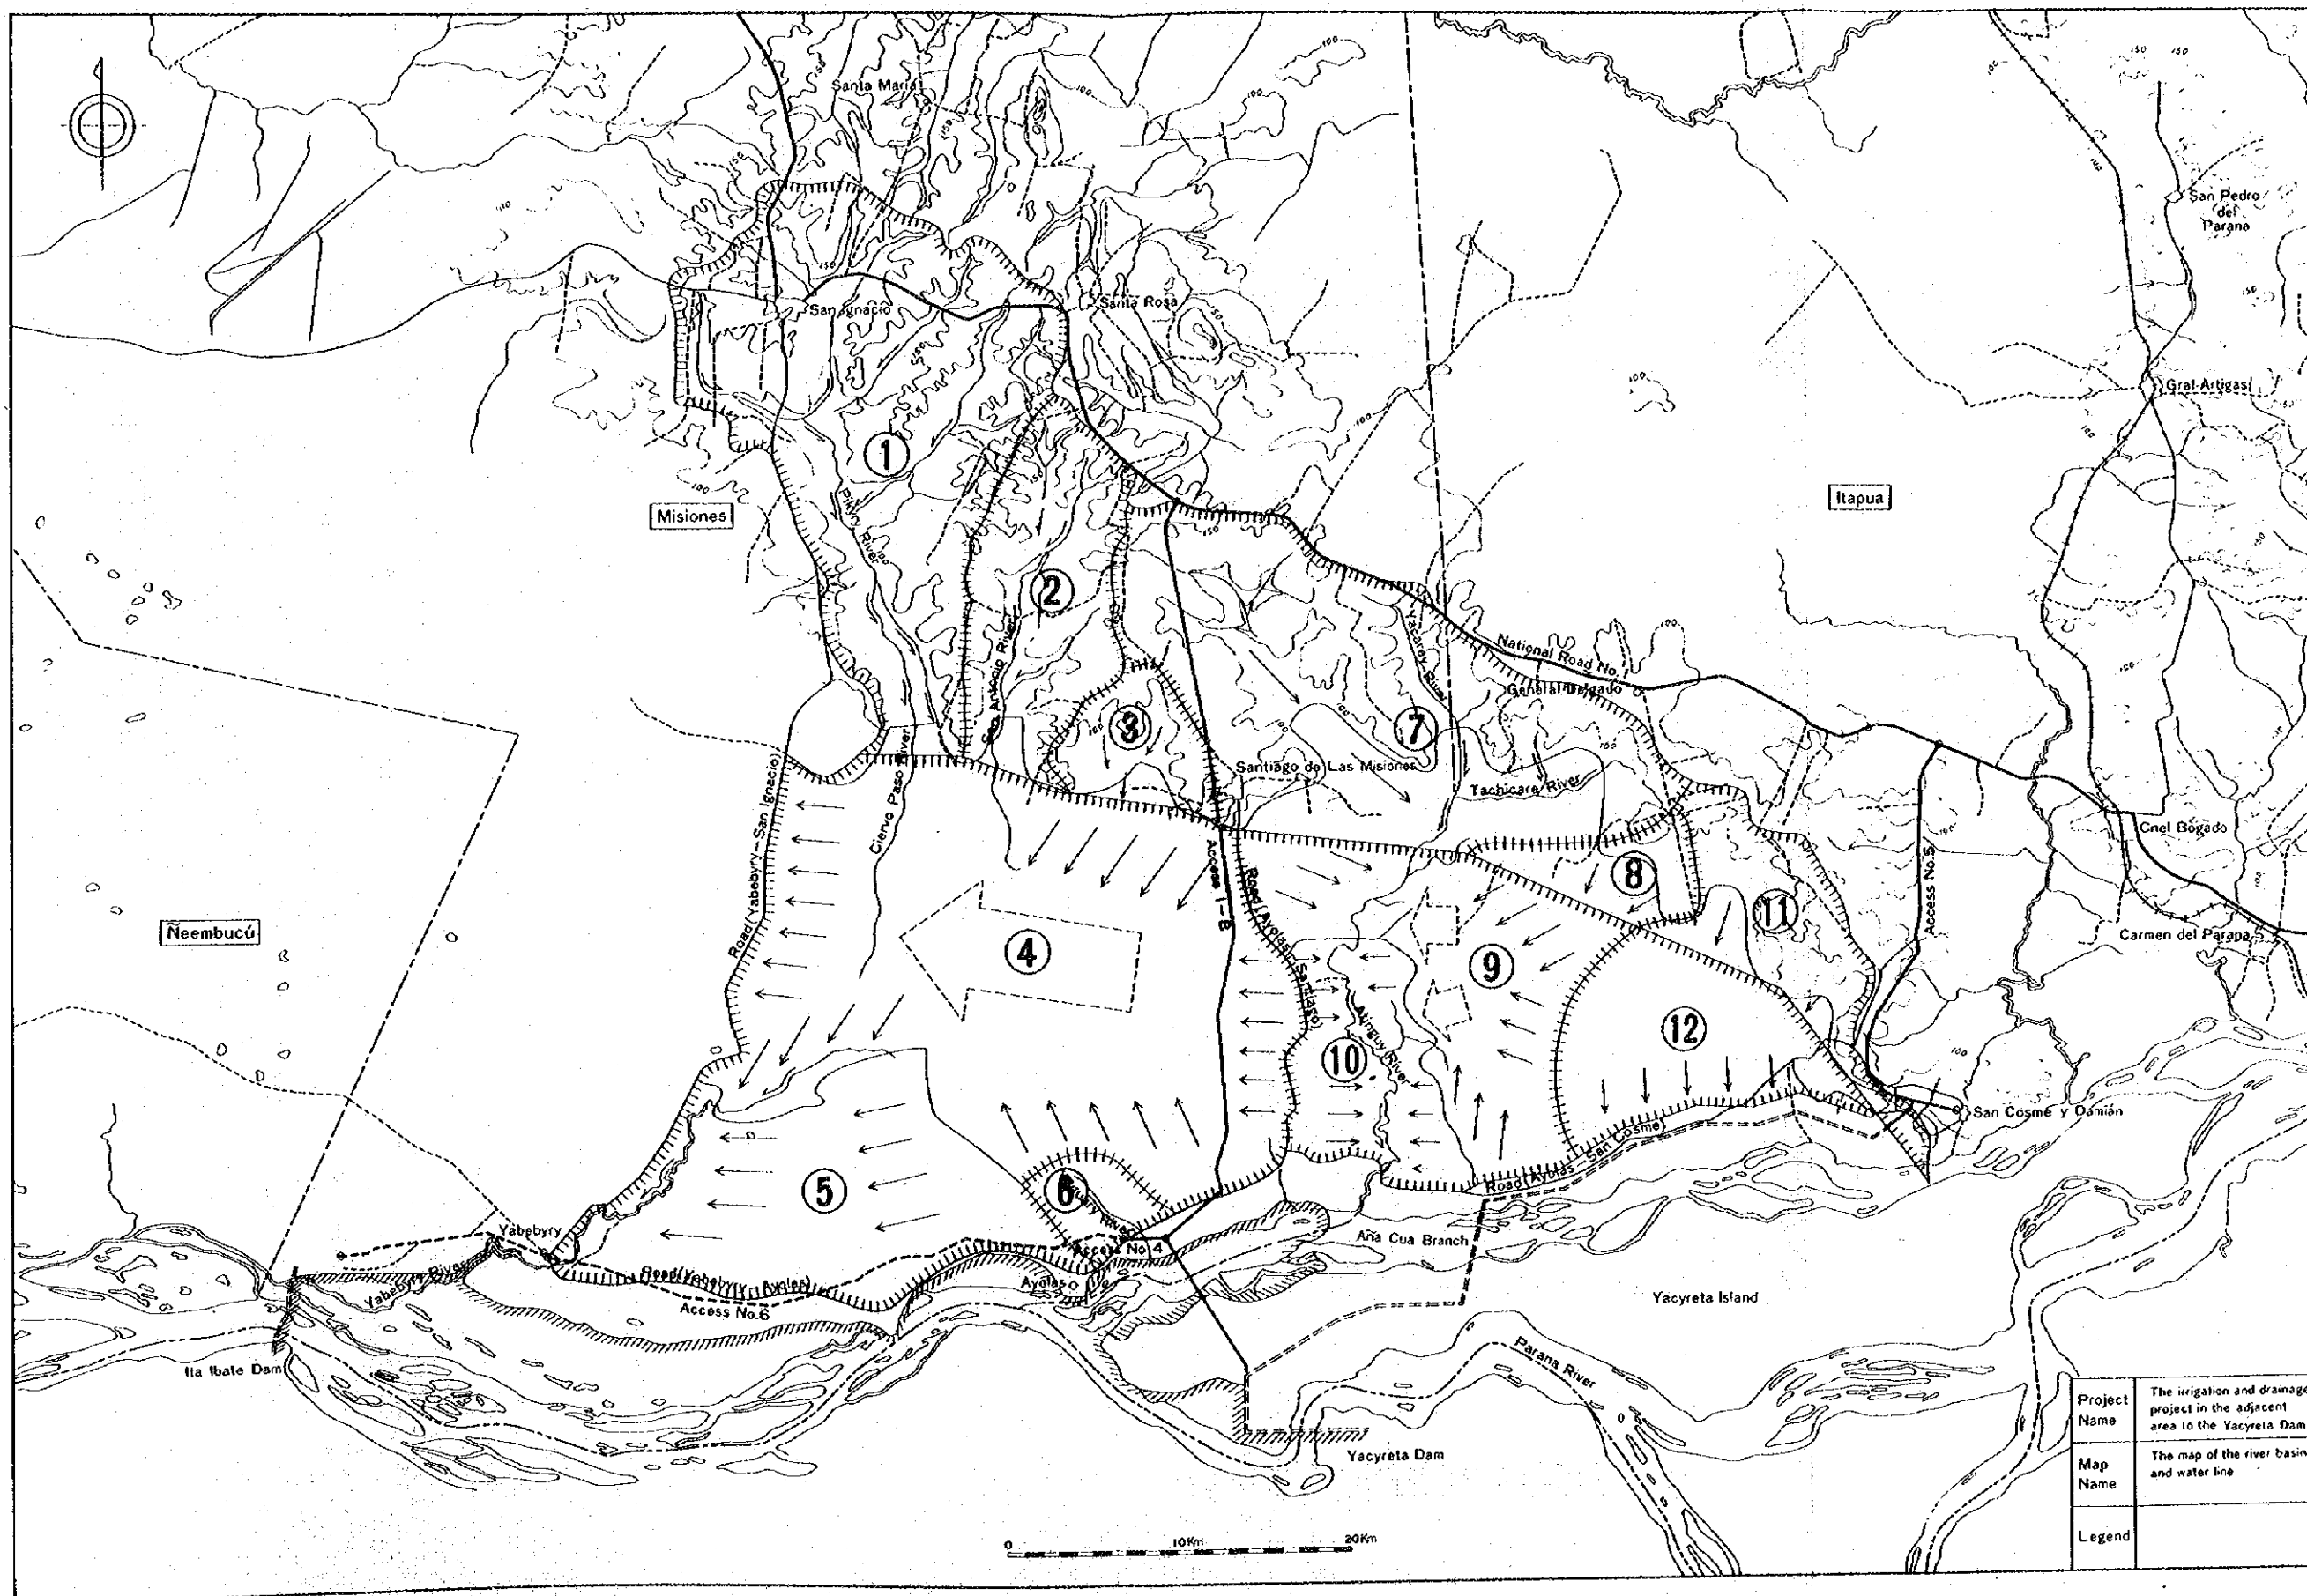 Santa Maria
San Pedro
del
Parana
San Ignacio
Santa Rosa
Gral Artigas
1
Misiones
Pikyry River
Itapua
2
San Antonio River
Yacarey River
National Road No.1
General Delgado
3
7
Santiago de Las Misiones
Tachicare River
Road(Yabebyry-San Ignacio)
Ciervo Paso River
Access 1-B
Road(Ayolas-Santiago)
8
11
Access No.5
Cnel Bogado
Carmen del Parana
Ñeembucú
4
9
Atinguy River
10
12
San Cosme y Damián
Road(Ayolas-San Cosme)
5
6
Yabebyry
Yabebyry River
Road(Yabebyry-Ayolas)
Access No.6
Access No.4
Ayolas
Aña Cua Branch
Yacyreta Island
Parana River
Ita Ibate Dam
Yacyreta Dam
0 10Km 20Km
Project
Name
The irrigation and drainage
project in the adjacent
area to the Yacyreta Dam
Map
Name
The map of the river basin
and water line
Legend
100
150